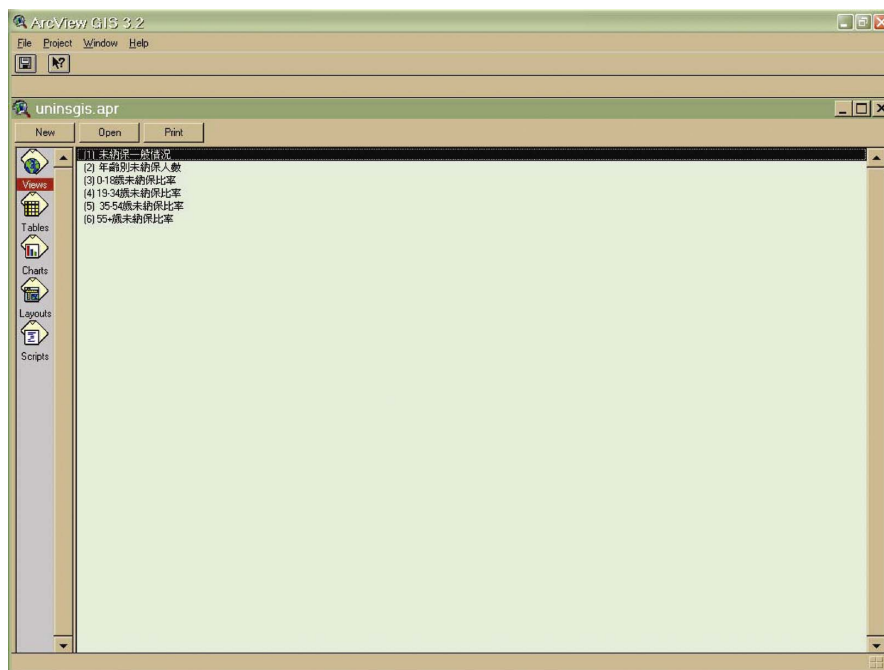 ArcView GIS 3.2
File Project Window Help
uninsgis.apr
New Open Print
Views
Tables
Charts
Layouts
Scripts
(1) 未納保一般情況
(2) 年齡別未納保人數
(3) 0-18歲未納保比率
(4) 19-34歲未納保比率
(5) 35-54歲未納保比率
(6) 55+歲未納保比率